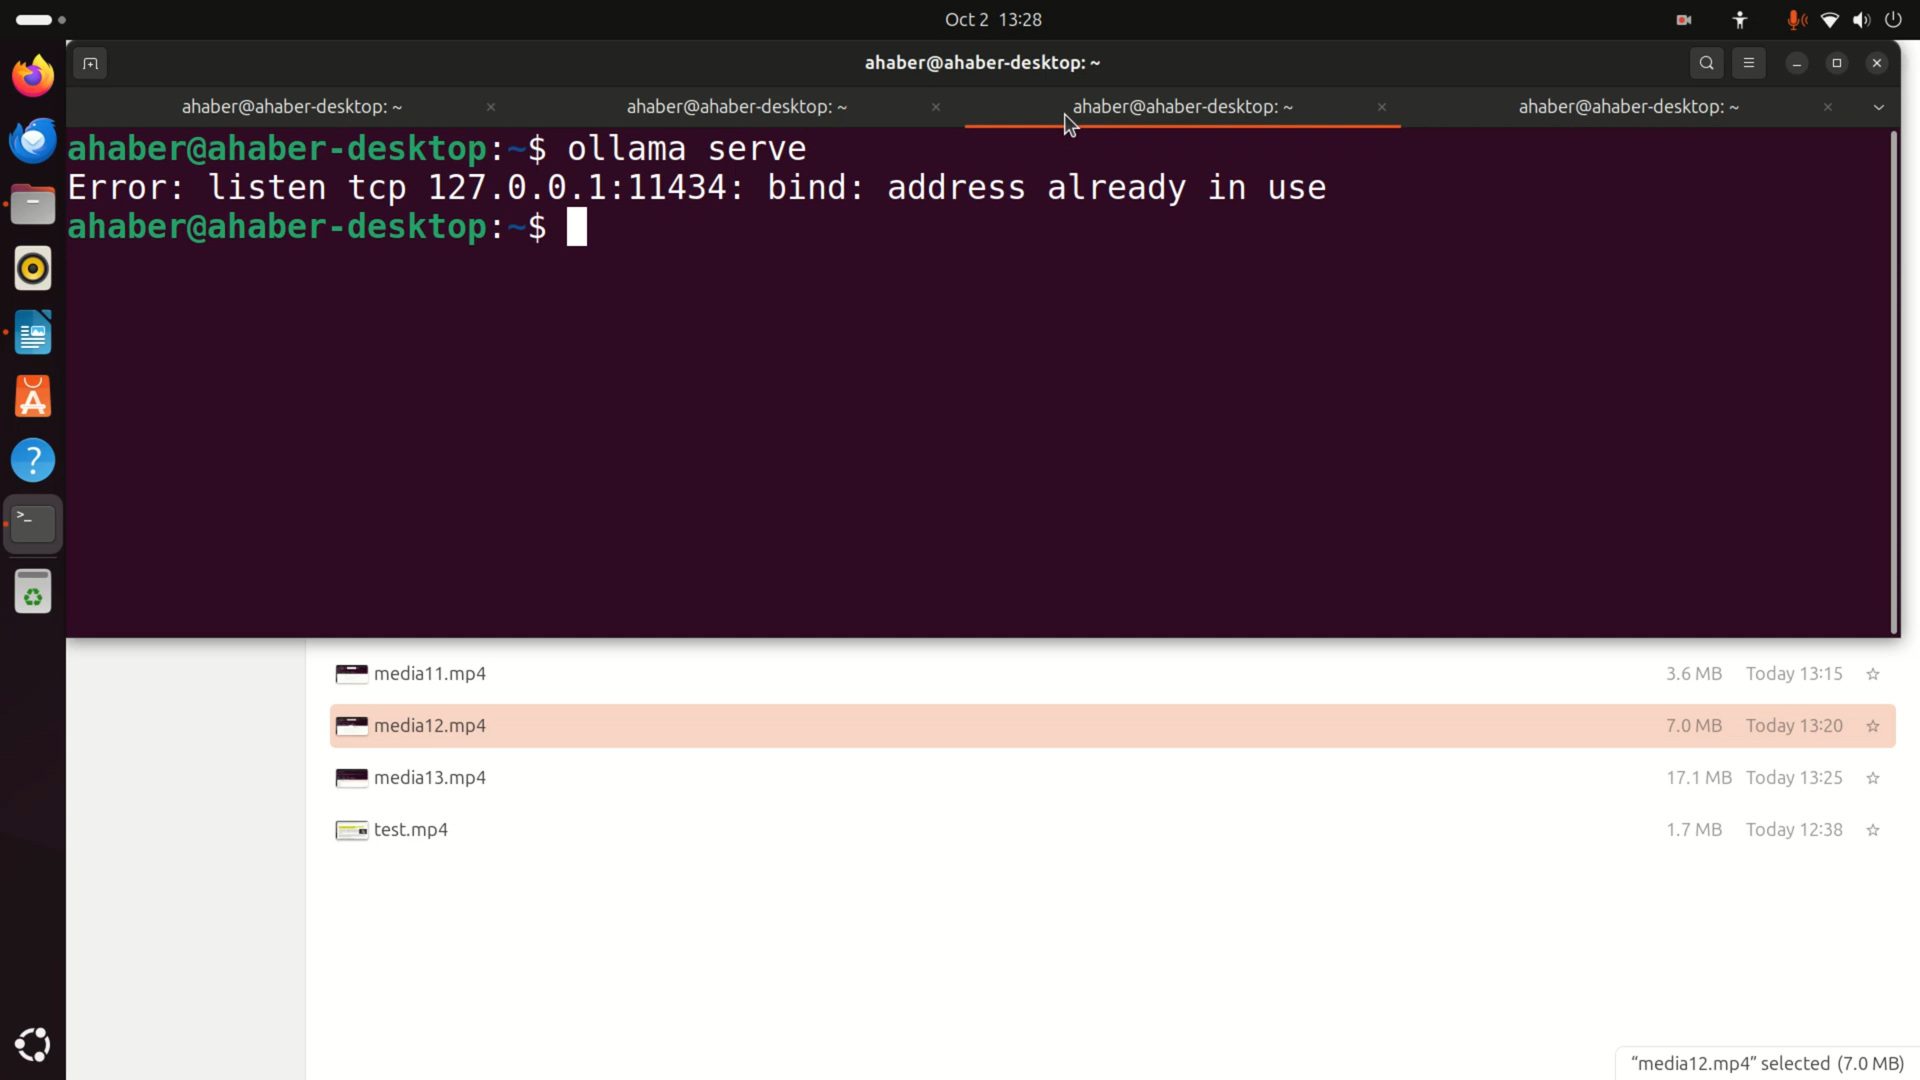 Oct 2 13:28
ahaber@ahaber-desktop: ~
ahaber@ahaber-desktop: ~
ahaber@ahaber-desktop: ~
ahaber@ahaber-desktop: ~
ahaber@ahaber-desktop: ~
ahaber@ahaber-desktop:~$ ollama serve
Error: listen tcp 127.0.0.1:11434: bind: address already in use
ahaber@ahaber-desktop:~$
media11.mp4 3.6 MB Today 13:15
media12.mp4 7.0 MB Today 13:20
media13.mp4 17.1 MB Today 13:25
test.mp4 1.7 MB Today 12:38
“media12.mp4” selected (7.0 MB)